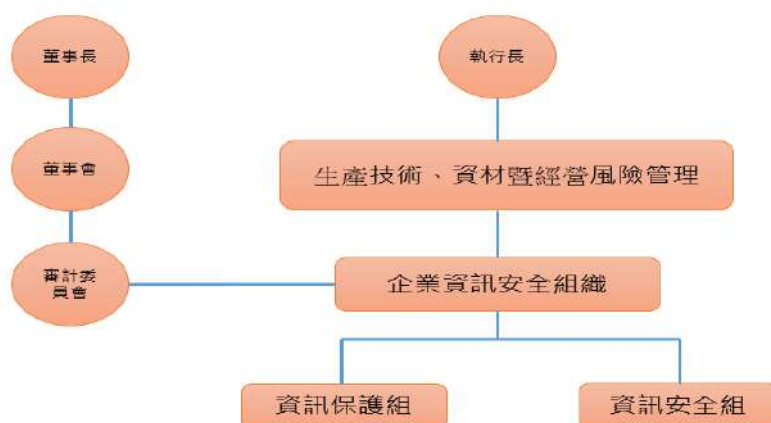 董事長
執行長
董事會
生產技術、資材暨經營風險管理
審計委
員會
企業資訊安全組織
資訊保護組
資訊安全組